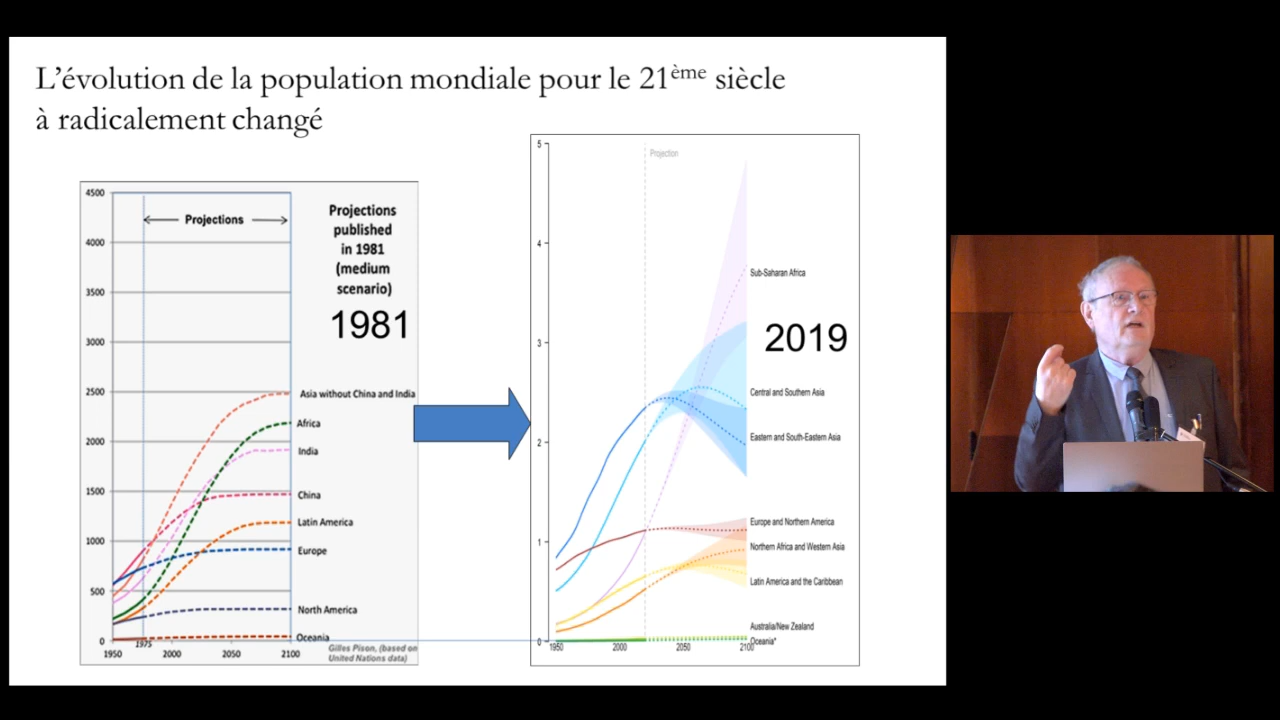 L'évolution de la population mondiale pour le 21ème siècle
à radicalement changé
4500
4000
3500
3000
2500
2000
1500
1000
500
0
Projections
Projections
published
in 1981
(medium
scenario)
1981
Asia without China and India
Africa
India
China
Latin America
Europe
North America
Oceania
1950
1975
2000
2050
2100
Gilles Pison, (based on
United Nations data)
5
4
3
2
1
0
Projection
Sub-Saharan Africa
2019
Central and Southern Asia
Eastern and South-Eastern Asia
Europe and Northern America
Northern Africa and Western Asia
Latin America and the Caribbean
Australia/New Zealand
Oceania*
1950
2000
2050
2100